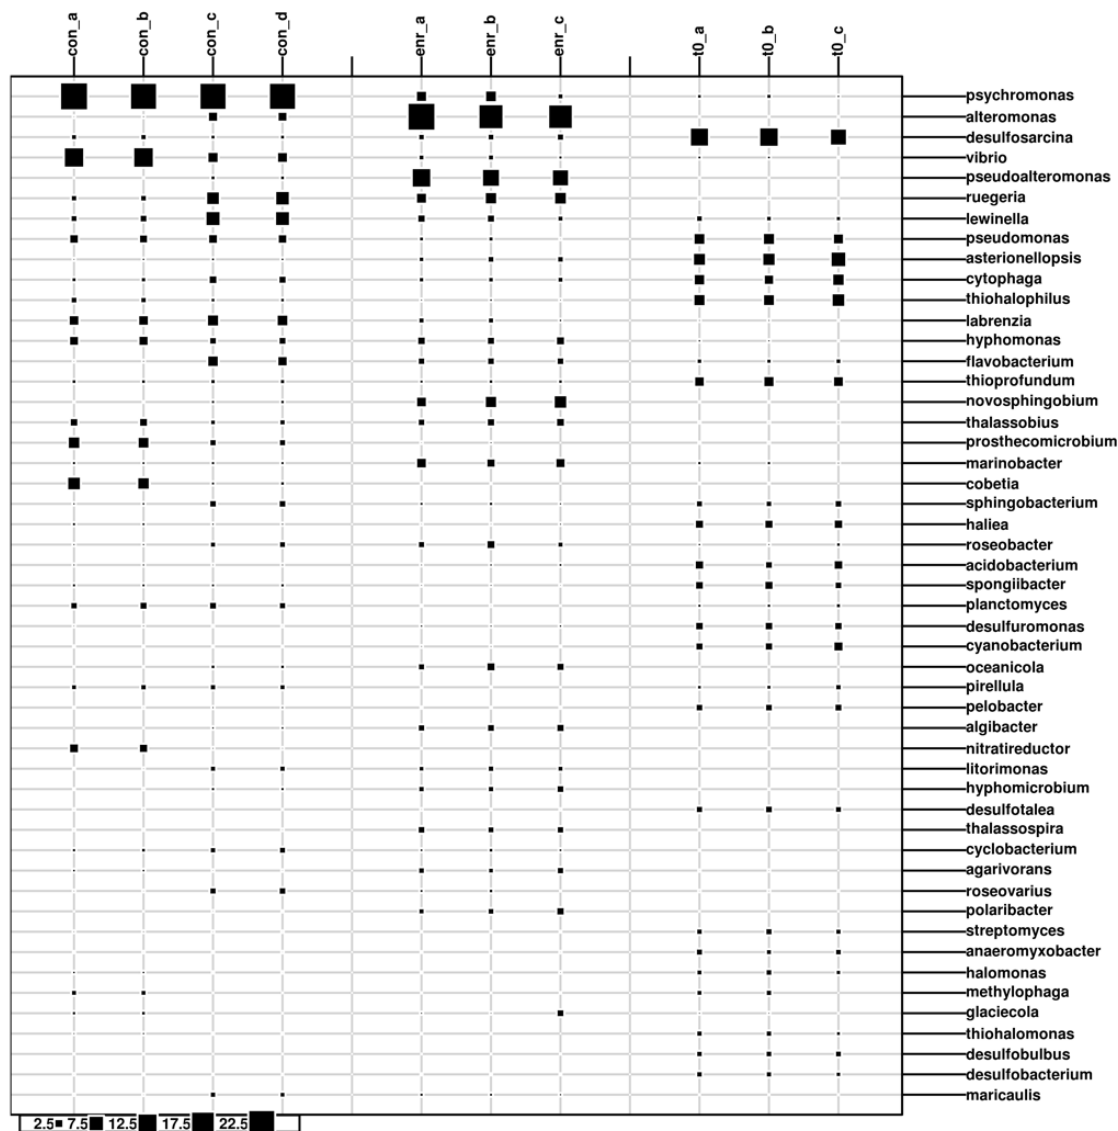 con_a con_b con_c con_d enr_a enr_b enr_c t0_a t0_b t0_c
psychromonas
alteromonas
desulfosarcina
vibrio
pseudoalteromonas
ruegeria
lewinella
pseudomonas
asterionellopsis
cytophaga
thiohalophilus
labrenzia
hyphomonas
flavobacterium
thioprofundum
novosphingobium
thalassobius
prosthecomicrobium
marinobacter
cobetia
sphingobacterium
haliea
roseobacter
acidobacterium
spongiibacter
planctomyces
desulfuromonas
cyanobacterium
oceanicola
pirellula
pelobacter
algibacter
nitratireductor
litorimonas
hyphomicrobium
desulfotalea
thalassospira
cyclobacterium
agarivorans
roseovarius
polaribacter
streptomyces
anaeromyxobacter
halomonas
methylophaga
glaciecola
thiohalomonas
desulfobulbus
desulfobacterium
maricaulis
2.5 7.5 12.5 17.5 22.5